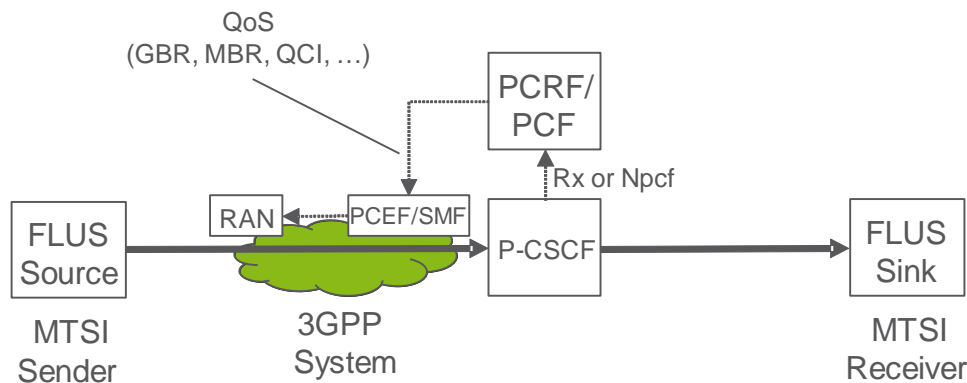 QoS
(GBR, MBR, QCI, …)
PCRF/
PCF
Rx or Npcf
RAN
PCEF/SMF
FLUS
Source
P-CSCF
FLUS
Sink
MTSI
Sender
3GPP
System
MTSI
Receiver